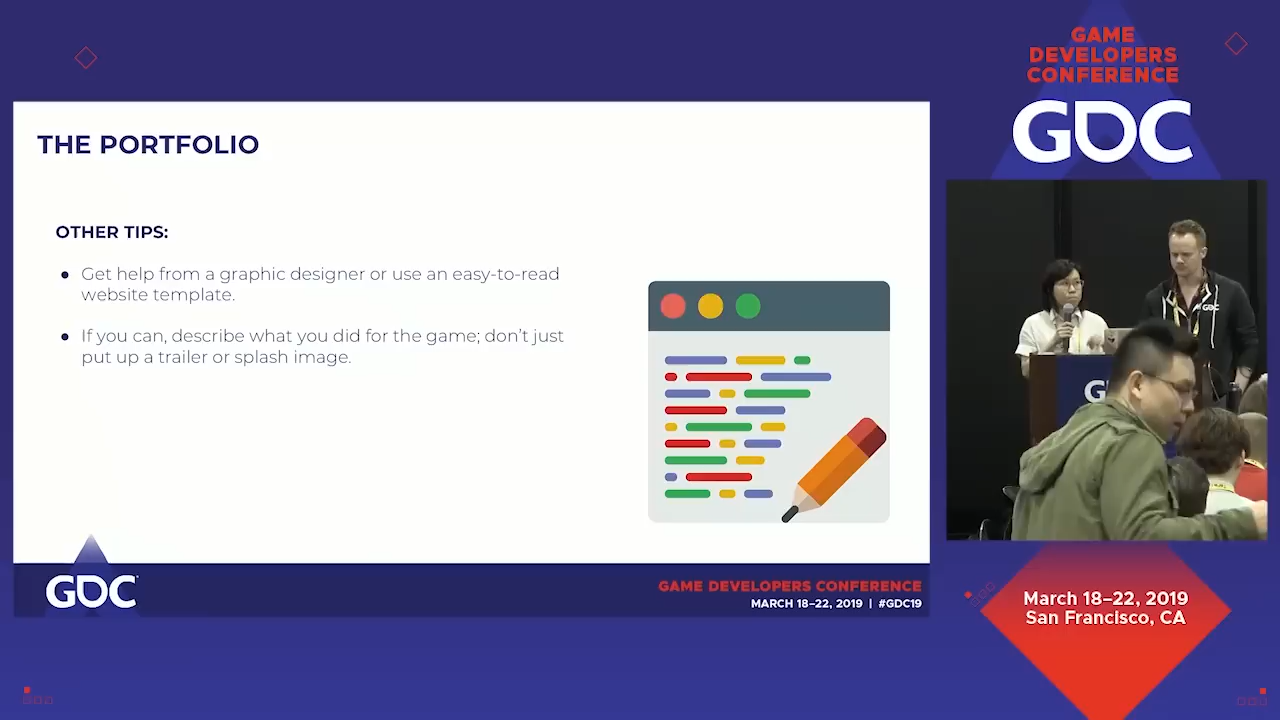 THE PORTFOLIO
OTHER TIPS:
● Get help from a graphic designer or use an easy-to-read
website template.
● If you can, describe what you did for the game; don't just
put up a trailer or splash image.
GDC
GAME DEVELOPERS CONFERENCE
MARCH 18–22, 2019 | #GDC19
GAME
DEVELOPERS
CONFERENCE
GDC
GDC
March 18–22, 2019
San Francisco, CA